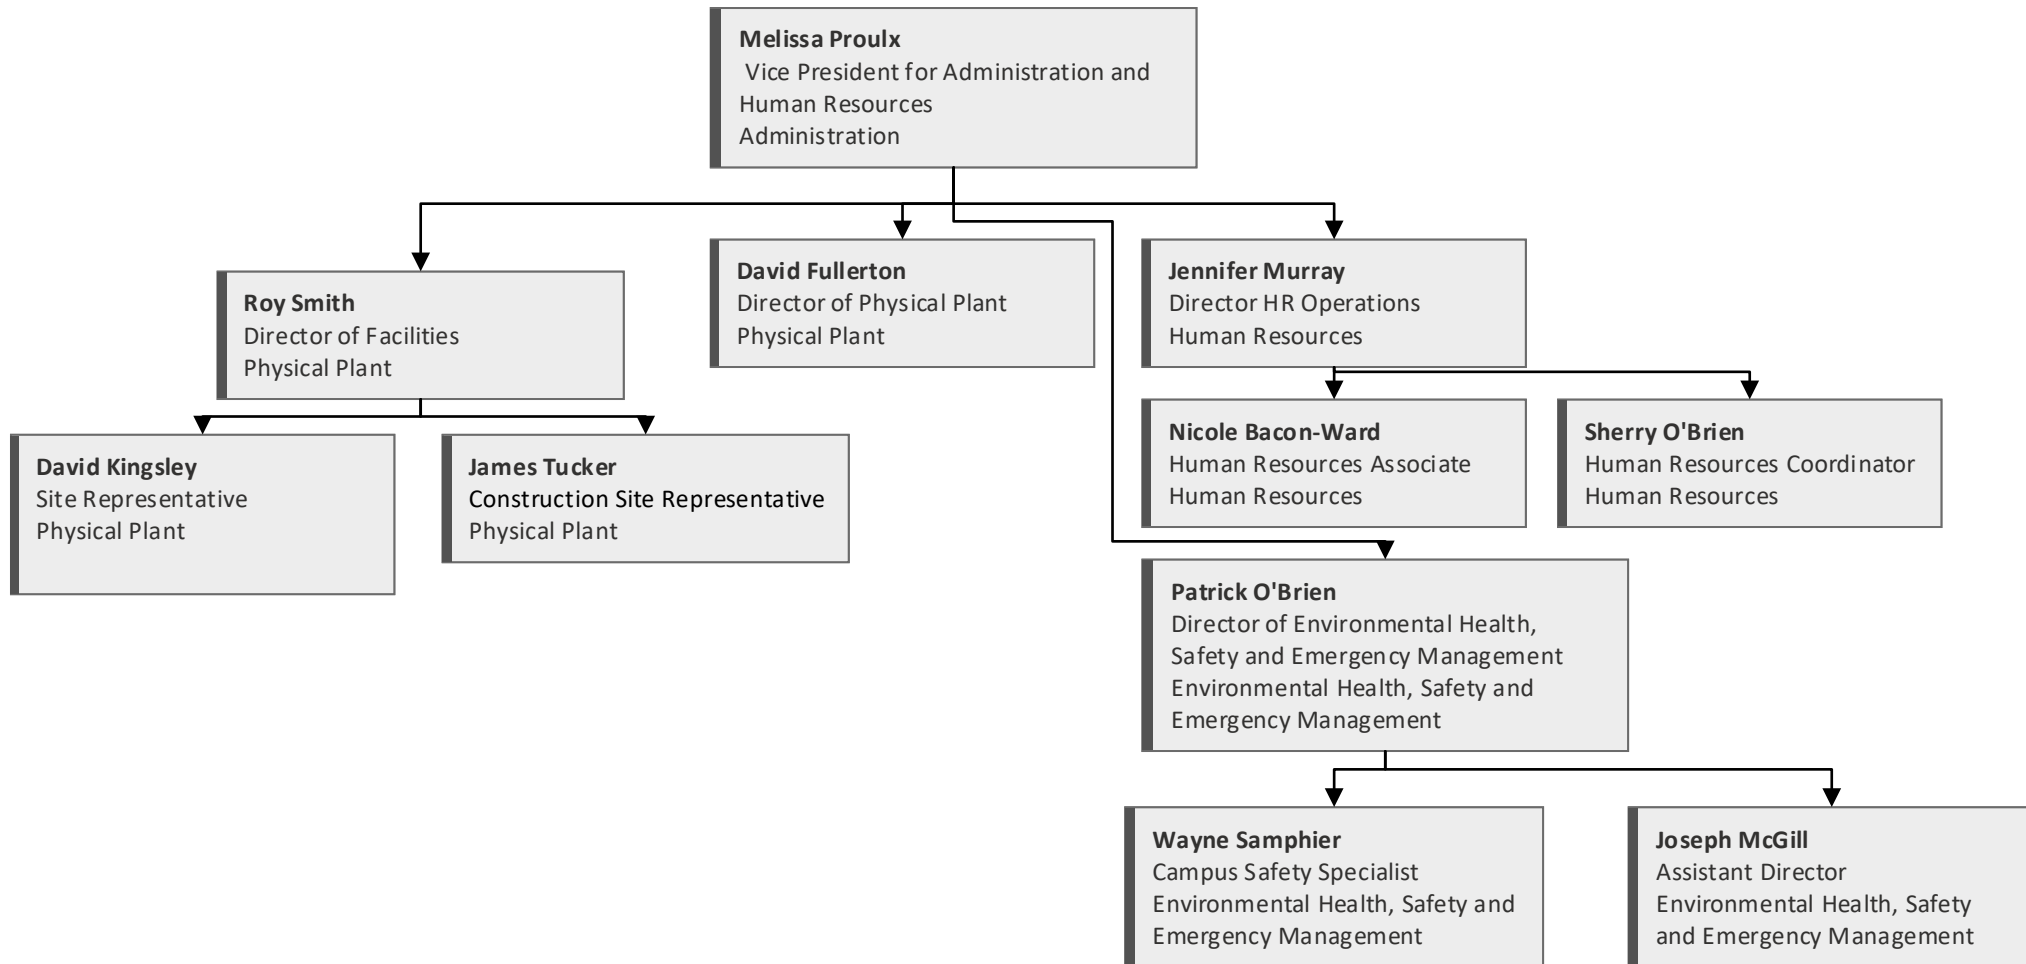 Melissa Proulx
Vice President for Administration and
Human Resources
Administration
Roy Smith
Director of Facilities
Physical Plant
David Fullerton
Director of Physical Plant
Physical Plant
Jennifer Murray
Director HR Operations
Human Resources
David Kingsley
Site Representative
Physical Plant
James Tucker
Construction Site Representative
Physical Plant
Nicole Bacon-Ward
Human Resources Associate
Human Resources
Sherry O'Brien
Human Resources Coordinator
Human Resources
Patrick O'Brien
Director of Environmental Health,
Safety and Emergency Management
Environmental Health, Safety and
Emergency Management
Wayne Samphier
Campus Safety Specialist
Environmental Health, Safety and
Emergency Management
Joseph McGill
Assistant Director
Environmental Health, Safety
and Emergency Management